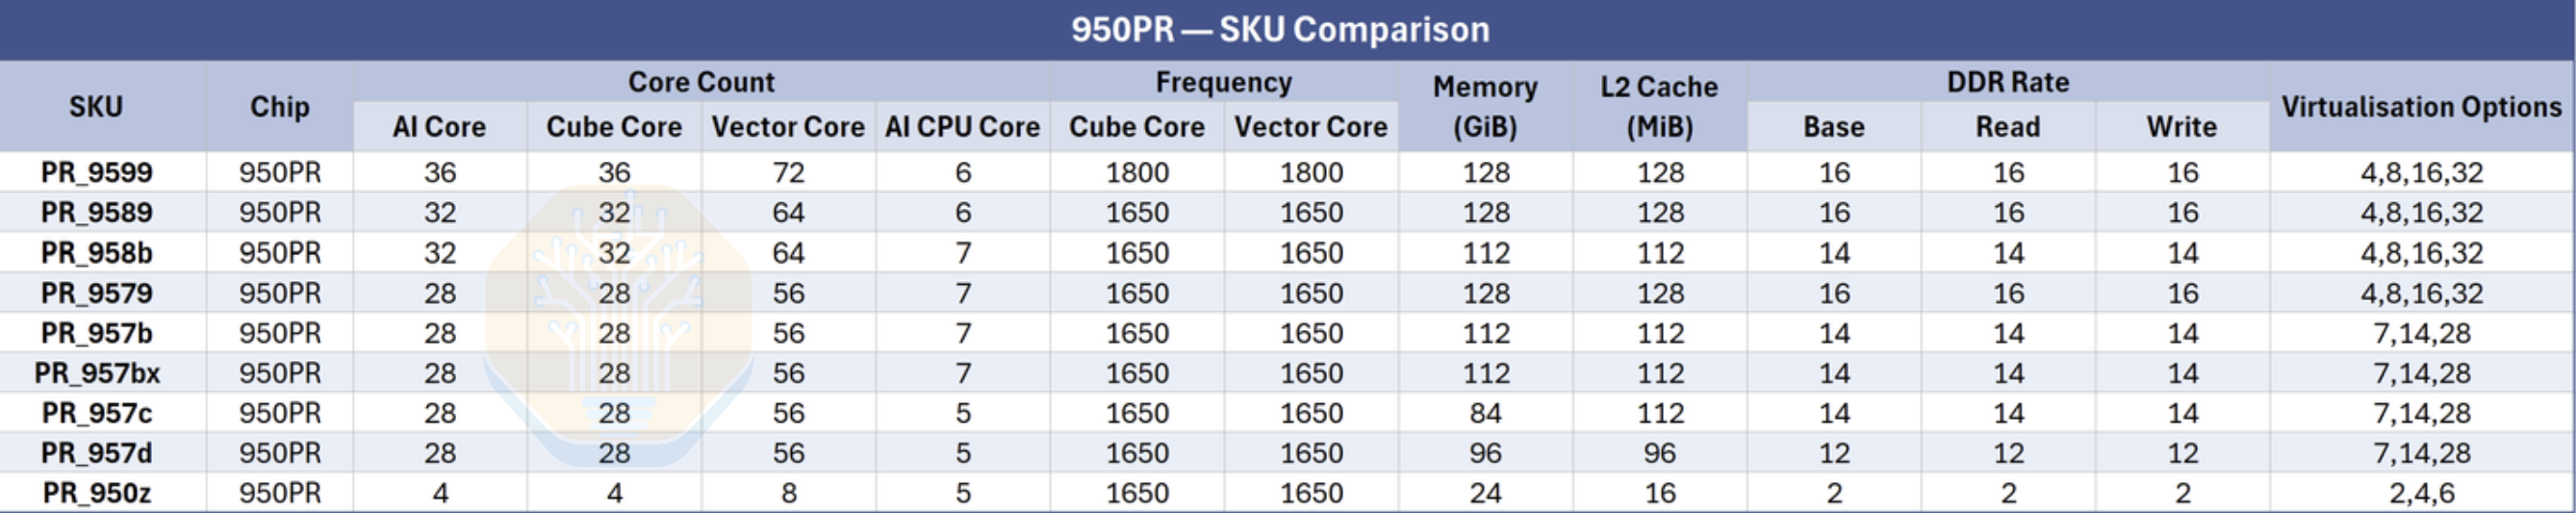 950PR — SKU Comparison
SKU Chip Core Count Frequency Memory (GiB) L2 Cache (MiB) DDR Rate Virtualisation Options
AI Core Cube Core Vector Core AI CPU Core Cube Core Vector Core Base Read Write
PR_9599 950PR 36 36 72 6 1800 1800 128 128 16 16 16 4,8,16,32
PR_9589 950PR 32 32 64 6 1650 1650 128 128 16 16 16 4,8,16,32
PR_958b 950PR 32 32 64 7 1650 1650 112 112 14 14 14 4,8,16,32
PR_9579 950PR 28 28 56 7 1650 1650 128 128 16 16 16 4,8,16,32
PR_957b 950PR 28 28 56 7 1650 1650 112 112 14 14 14 7,14,28
PR_957bx 950PR 28 28 56 7 1650 1650 112 112 14 14 14 7,14,28
PR_957c 950PR 28 28 56 5 1650 1650 84 112 14 14 14 7,14,28
PR_957d 950PR 28 28 56 5 1650 1650 96 96 12 12 12 7,14,28
PR_950z 950PR 4 4 8 5 1650 1650 24 16 2 2 2 2,4,6